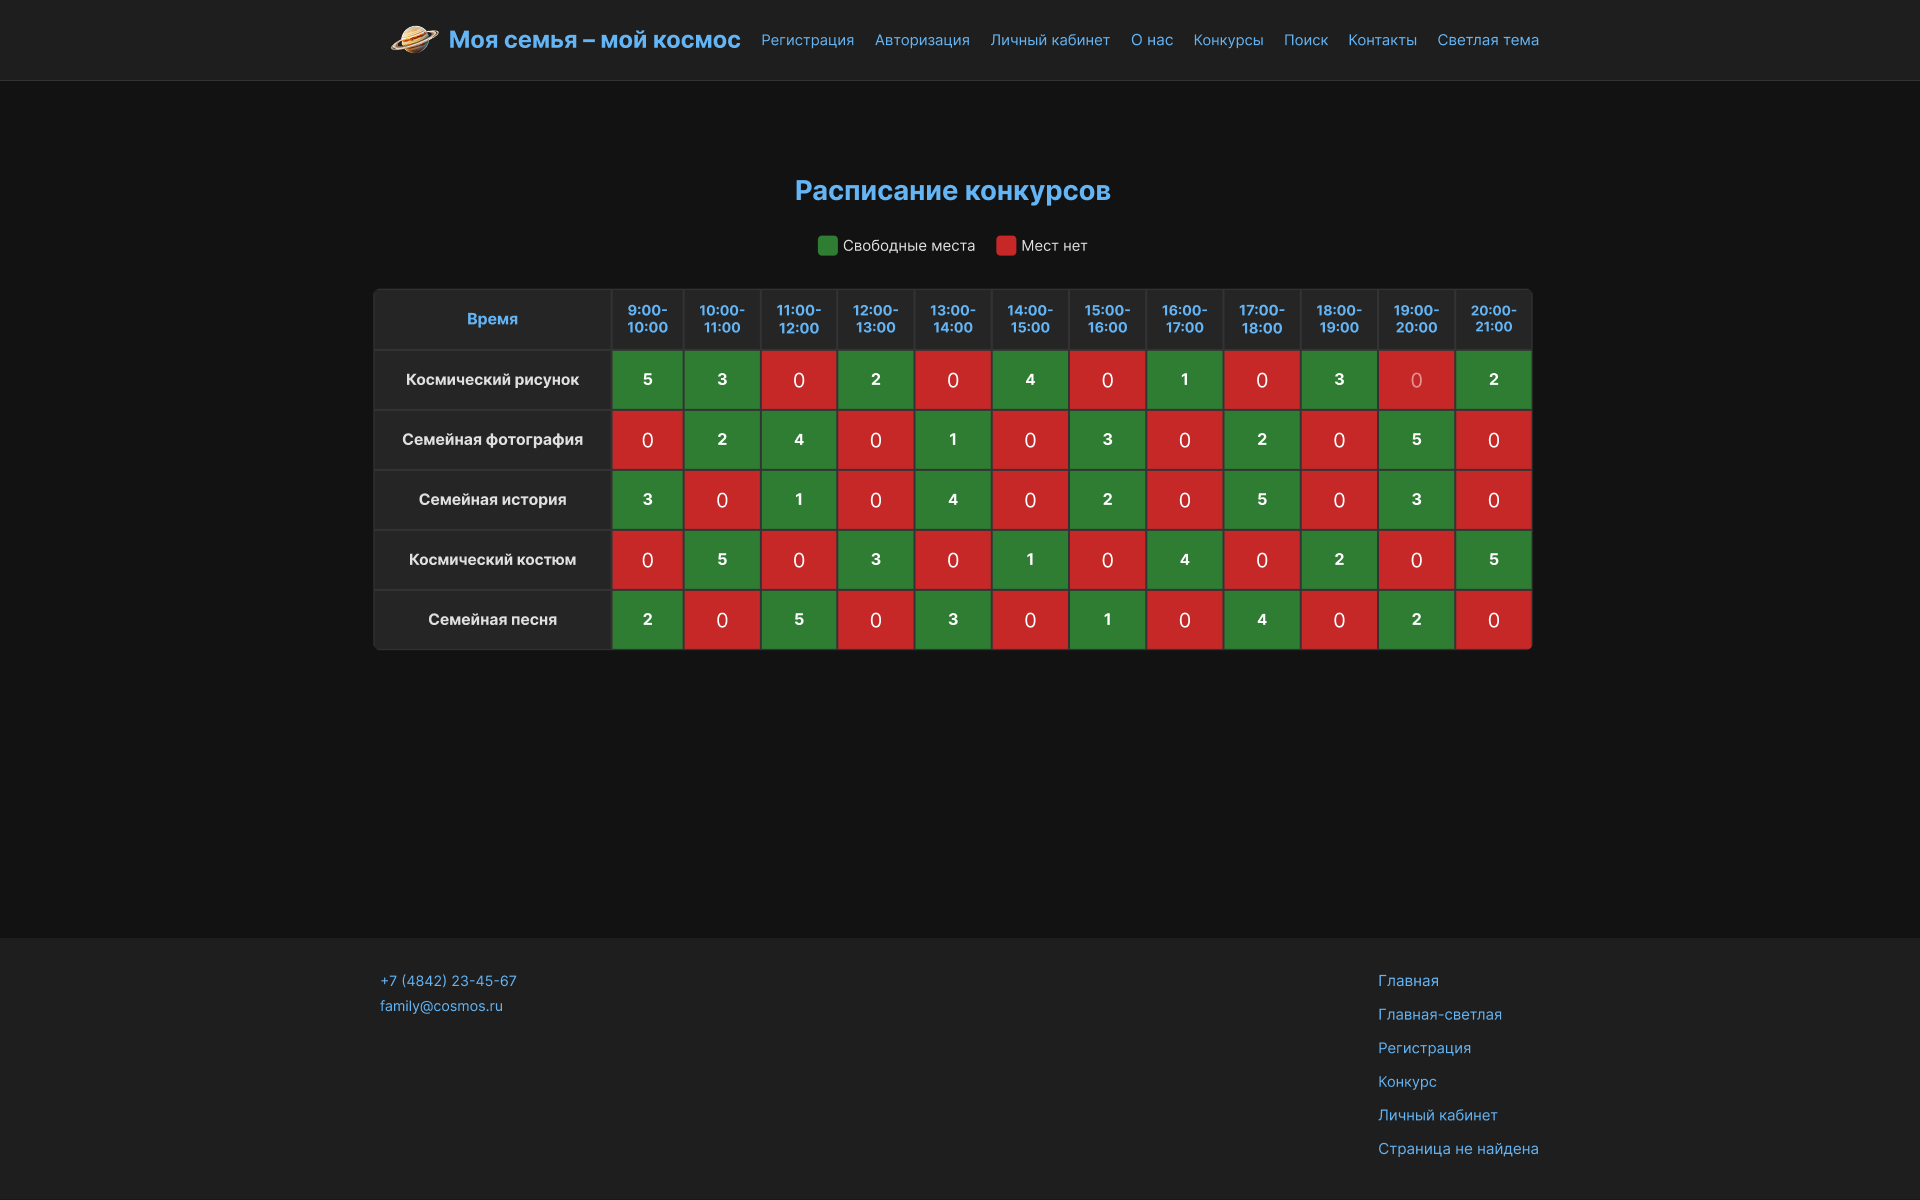 Моя семья – мой космос Регистрация Авторизация Личный кабинет О нас Конкурсы Поиск Контакты Светлая тема
Расписание конкурсов
Свободные места Мест нет
Время 9:00-10:00 10:00-11:00 11:00-12:00 12:00-13:00 13:00-14:00 14:00-15:00 15:00-16:00 16:00-17:00 17:00-18:00 18:00-19:00 19:00-20:00 20:00-21:00
Космический рисунок 5 3 0 2 0 4 0 1 0 3 0 2
Семейная фотография 0 2 4 0 1 0 3 0 2 0 5 0
Семейная история 3 0 1 0 4 0 2 0 5 0 3 0
Космический костюм 0 5 0 3 0 1 0 4 0 2 0 5
Семейная песня 2 0 5 0 3 0 1 0 4 0 2 0
+7 (4842) 23-45-67
family@cosmos.ru
Главная
Главная-светлая
Регистрация
Конкурс
Личный кабинет
Страница не найдена